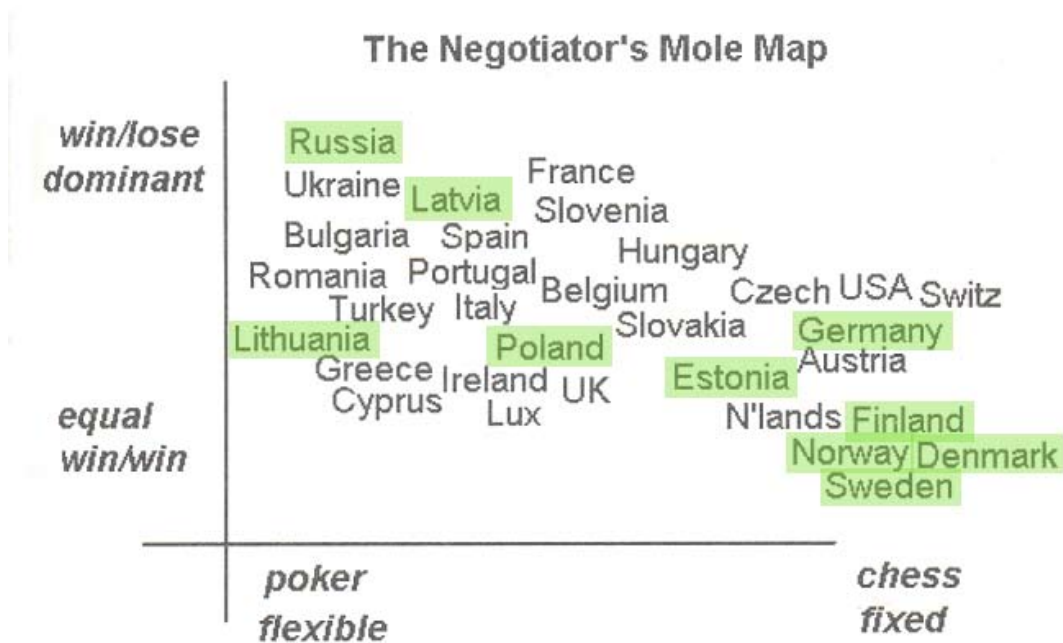 The Negotiator's Mole Map
win/lose
dominant
Russia
France
Ukraine
Latvia
Slovenia
Bulgaria
Spain
Hungary
Romania
Portugal
Belgium
Czech
USA
Switz
Turkey
Italy
Slovakia
Germany
Lithuania
Poland
Austria
Greece
Ireland
UK
Estonia
Cyprus
Lux
N'lands
Finland
equal
win/win
Norway
Denmark
Sweden
poker
flexible
chess
fixed